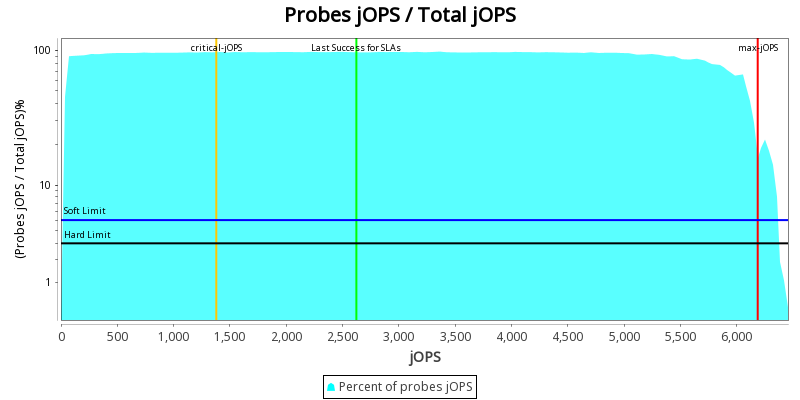 Probes jOPS / Total jOPS
(Probes jOPS / Total jOPS)%
100
40
10
4
1
critical-jOPS
Last Success for SLAs
max-jOPS
Soft Limit
Hard Limit
0 500 1,000 1,500 2,000 2,500 3,000 3,500 4,000 4,500 5,000 5,500 6,000
jOPS
Percent of probes jOPS